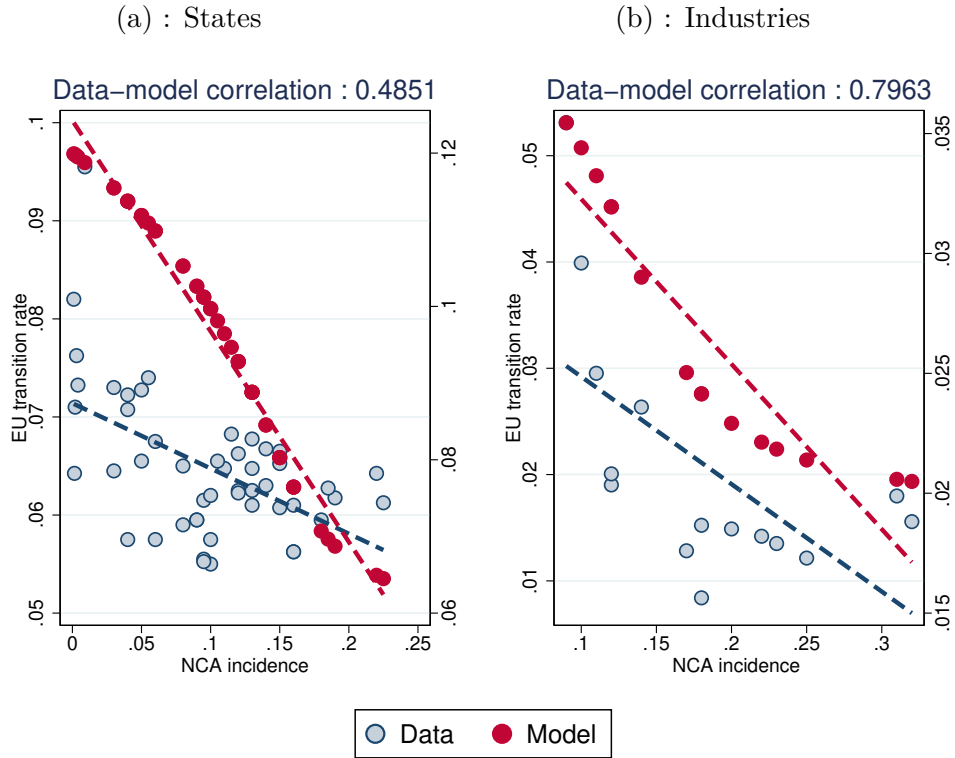 (a) : States
(b) : Industries
Data−model correlation : 0.4851
Data−model correlation : 0.7963
EU transition rate
.05 .06 .07 .08 .09 .1
.06 .08 .1 .12
0 .05 .1 .15 .2 .25
NCA incidence
EU transition rate
.01 .02 .03 .04 .05
.015 .02 .025 .03 .035
.1 .15 .2 .25 .3
NCA incidence
Data Model